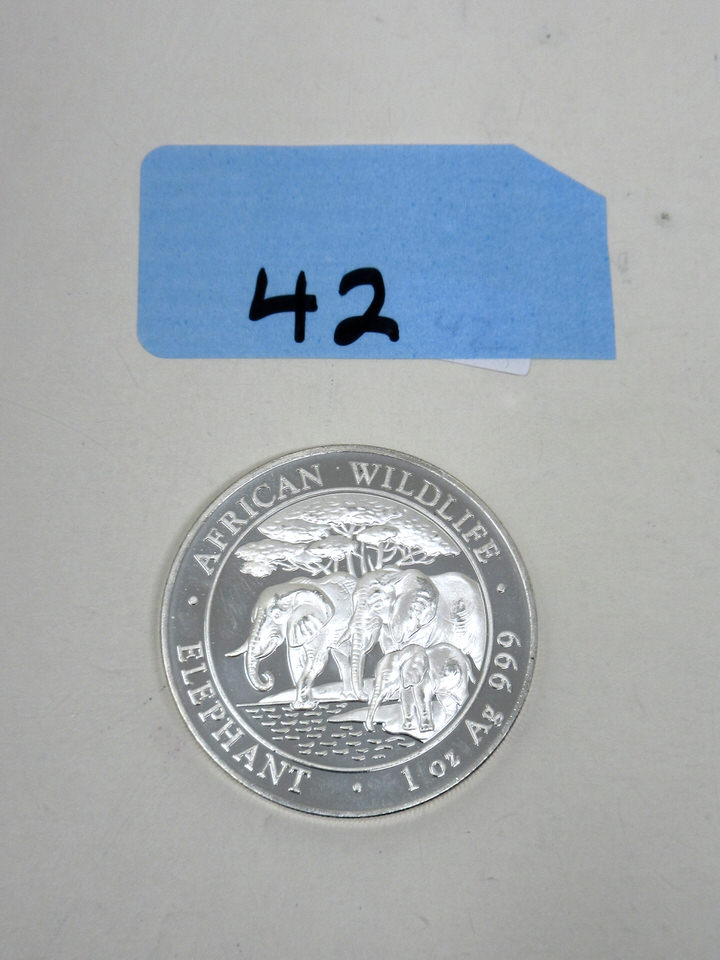 42
AFRICAN WILDLIFE
ELEPHANT
1 oz Ag 999